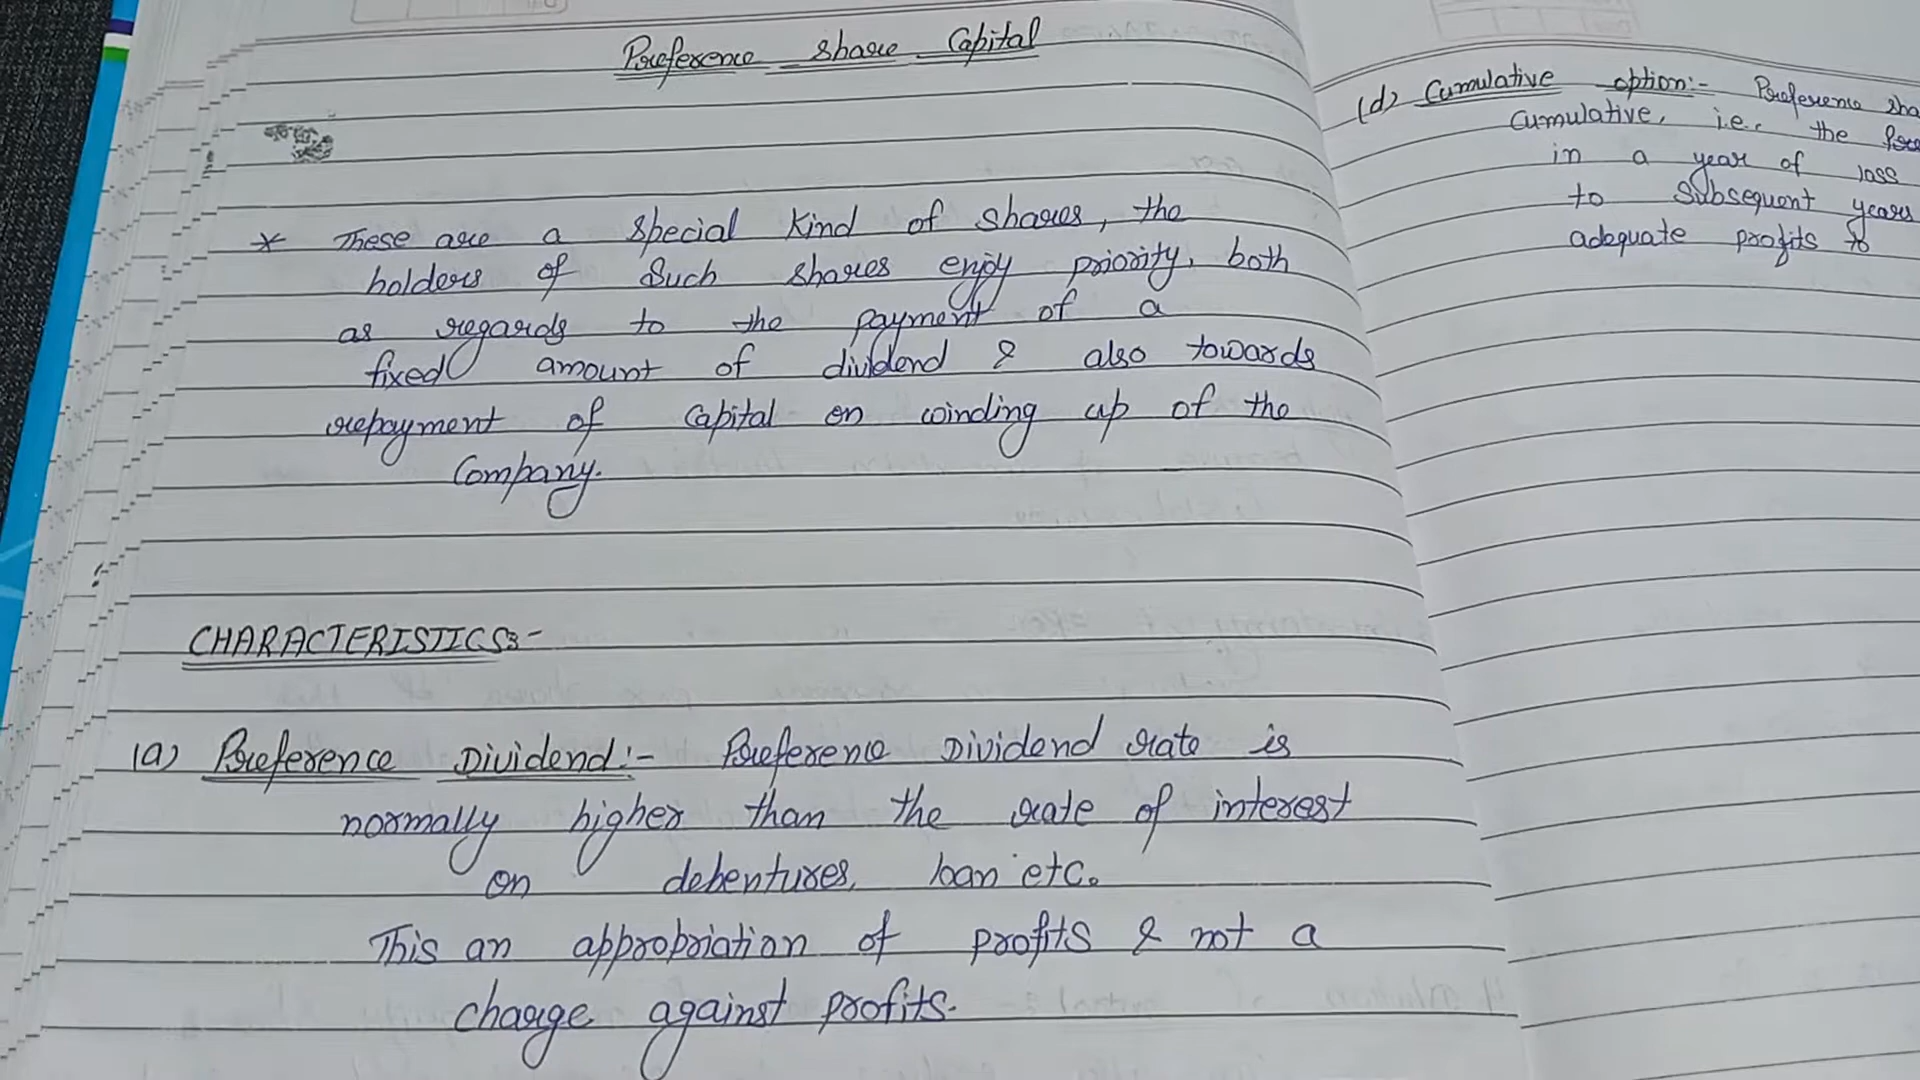 Preference Share Capital
* These are a special kind of shares, the
holders of such shares enjoy priority, both
as regards to the payment of a
fixed amount of dividend & also towards
repayment of capital on winding up of the
Company.
CHARACTERISTICS:-
(a) Preference Dividend:- Preference Dividend rate is
normally higher than the rate of interest
on debentures, loan etc.
This an appropriation of profits & not a
charge against profits.
(d) Cumulative option:- Preference sha
Cumulative, i.e. the
in a year of loss
to subsequent years
adequate profits to